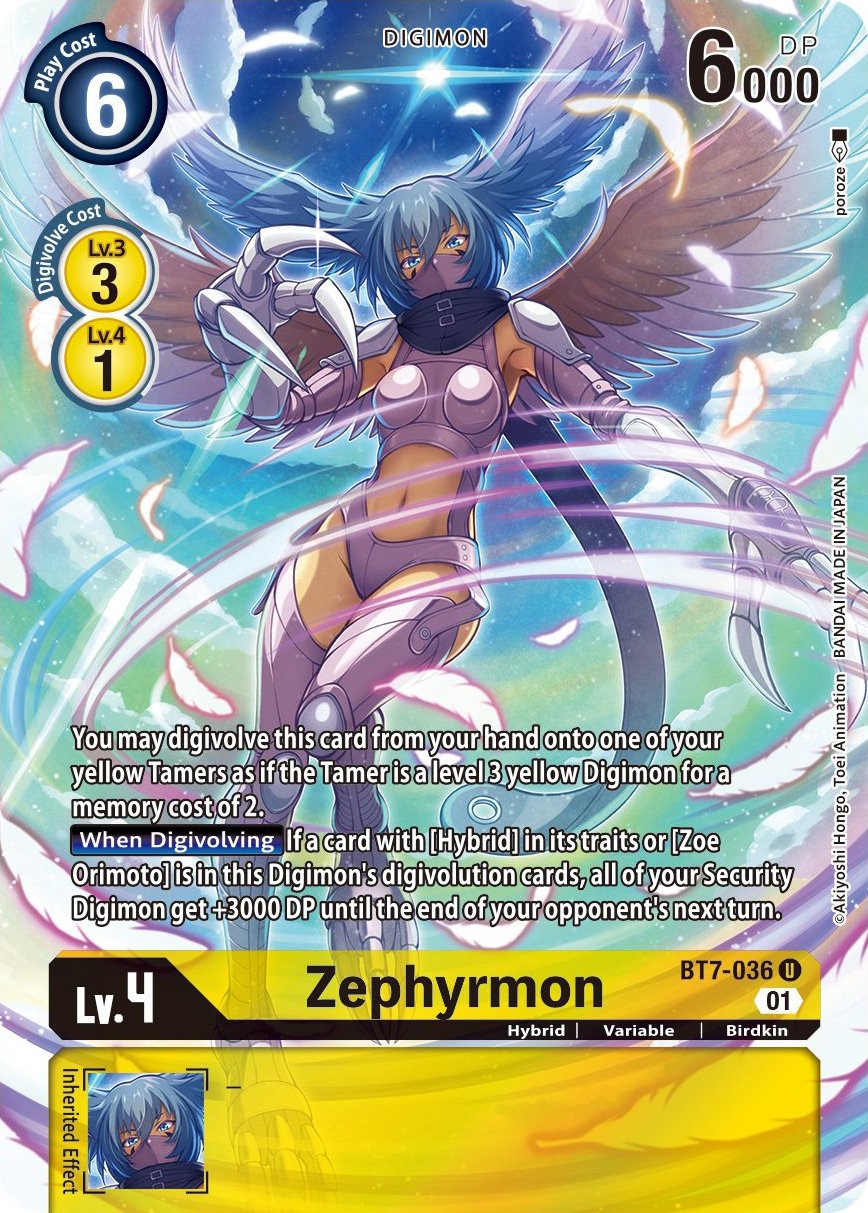 Play Cost
6
DIGIMON
DP
6000
poroze
Digivolve Cost
Lv.3
3
Lv.4
1
©Akiyoshi Hongo, Toei Animation BANDAI MADE IN JAPAN
You may digivolve this card from your hand onto one of your
yellow Tamers as if the Tamer is a level 3 yellow Digimon for a
memory cost of 2.
When Digivolving If a card with [Hybrid] in its traits or [Zoe
Orimoto] is in this Digimon's digivolution cards, all of your Security
Digimon get +3000 DP until the end of your opponent's next turn.
Lv.4
Zephyrmon
BT7-036 U
01
Hybrid | Variable | Birdkin
Inherited Effect
–